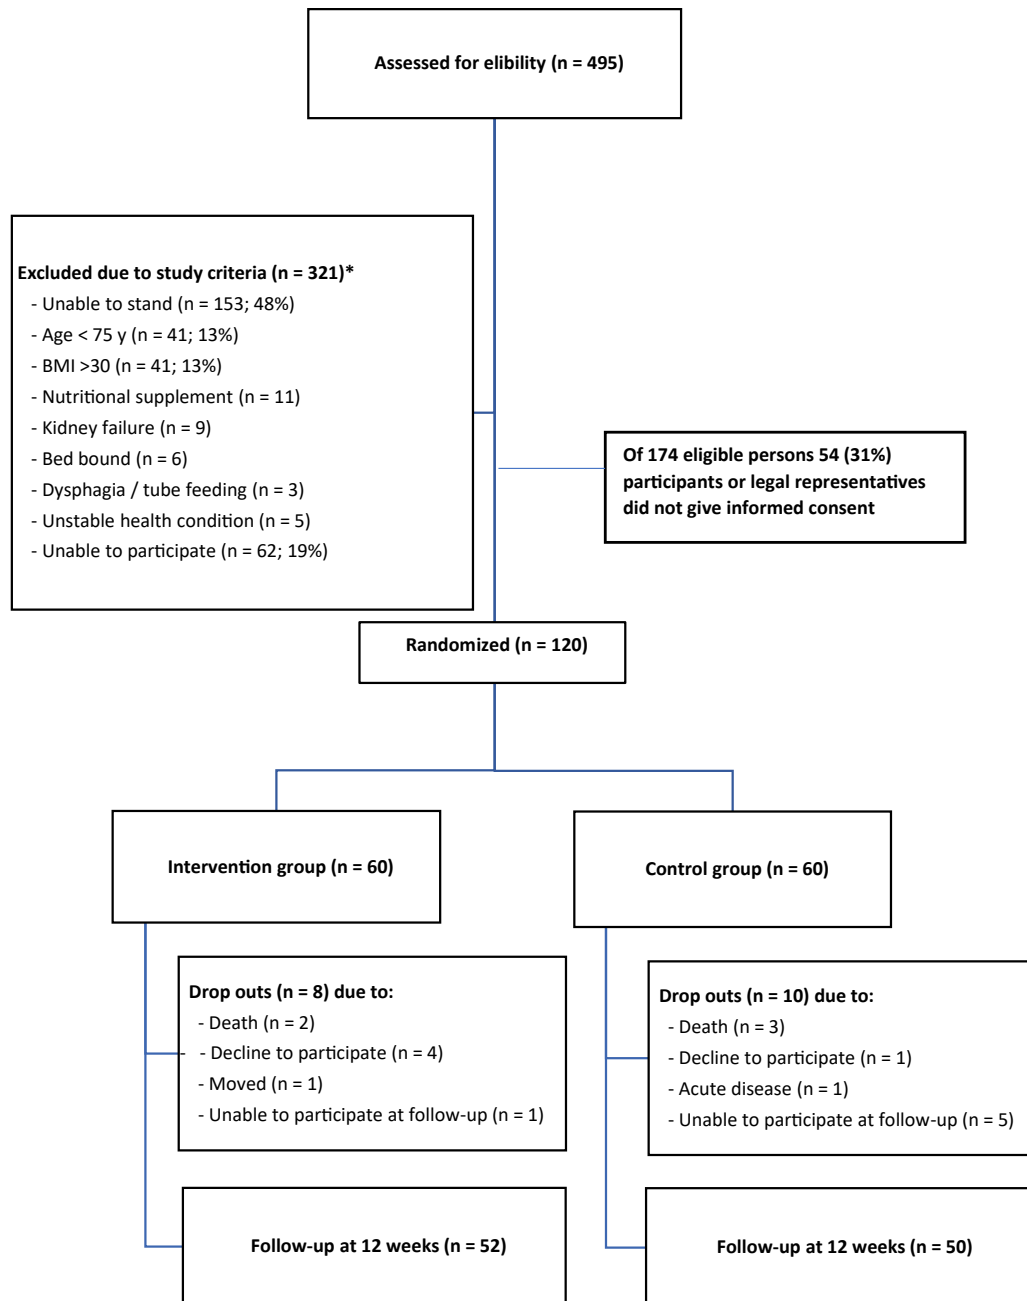 Assessed for elibility (n = 495)
Excluded due to study criteria (n = 321)*
- Unable to stand (n = 153; 48%)
- Age < 75 y (n = 41; 13%)
- BMI >30 (n = 41; 13%)
- Nutritional supplement (n = 11)
- Kidney failure (n = 9)
- Bed bound (n = 6)
- Dysphagia / tube feeding (n = 3)
- Unstable health condition (n = 5)
- Unable to participate (n = 62; 19%)
Of 174 eligible persons 54 (31%)
participants or legal representatives
did not give informed consent
Randomized (n = 120)
Intervention group (n = 60)
Control group (n = 60)
Drop outs (n = 8) due to:
- Death (n = 2)
- Decline to participate (n = 4)
- Moved (n = 1)
- Unable to participate at follow-up (n = 1)
Drop outs (n = 10) due to:
- Death (n = 3)
- Decline to participate (n = 1)
- Acute disease (n = 1)
- Unable to participate at follow-up (n = 5)
Follow-up at 12 weeks (n = 52)
Follow-up at 12 weeks (n = 50)